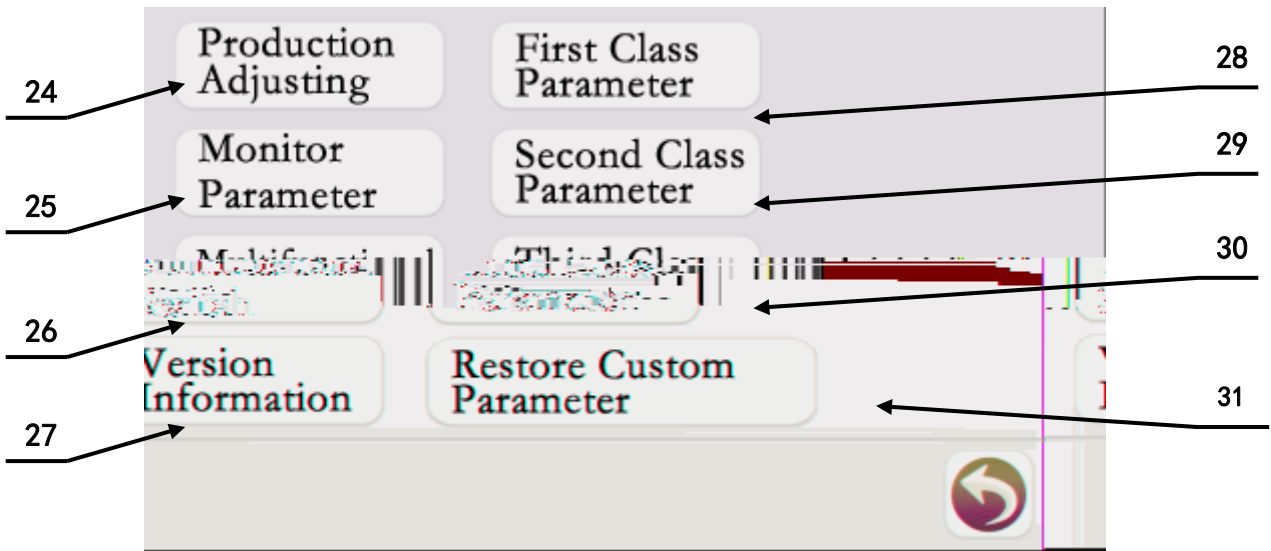 Production
Adjusting
First Class
Parameter
28
24
Monitor
Parameter
Second Class
Parameter
29
25
Third
30
26
Version
Information
Restore Custom
Parameter
31
27